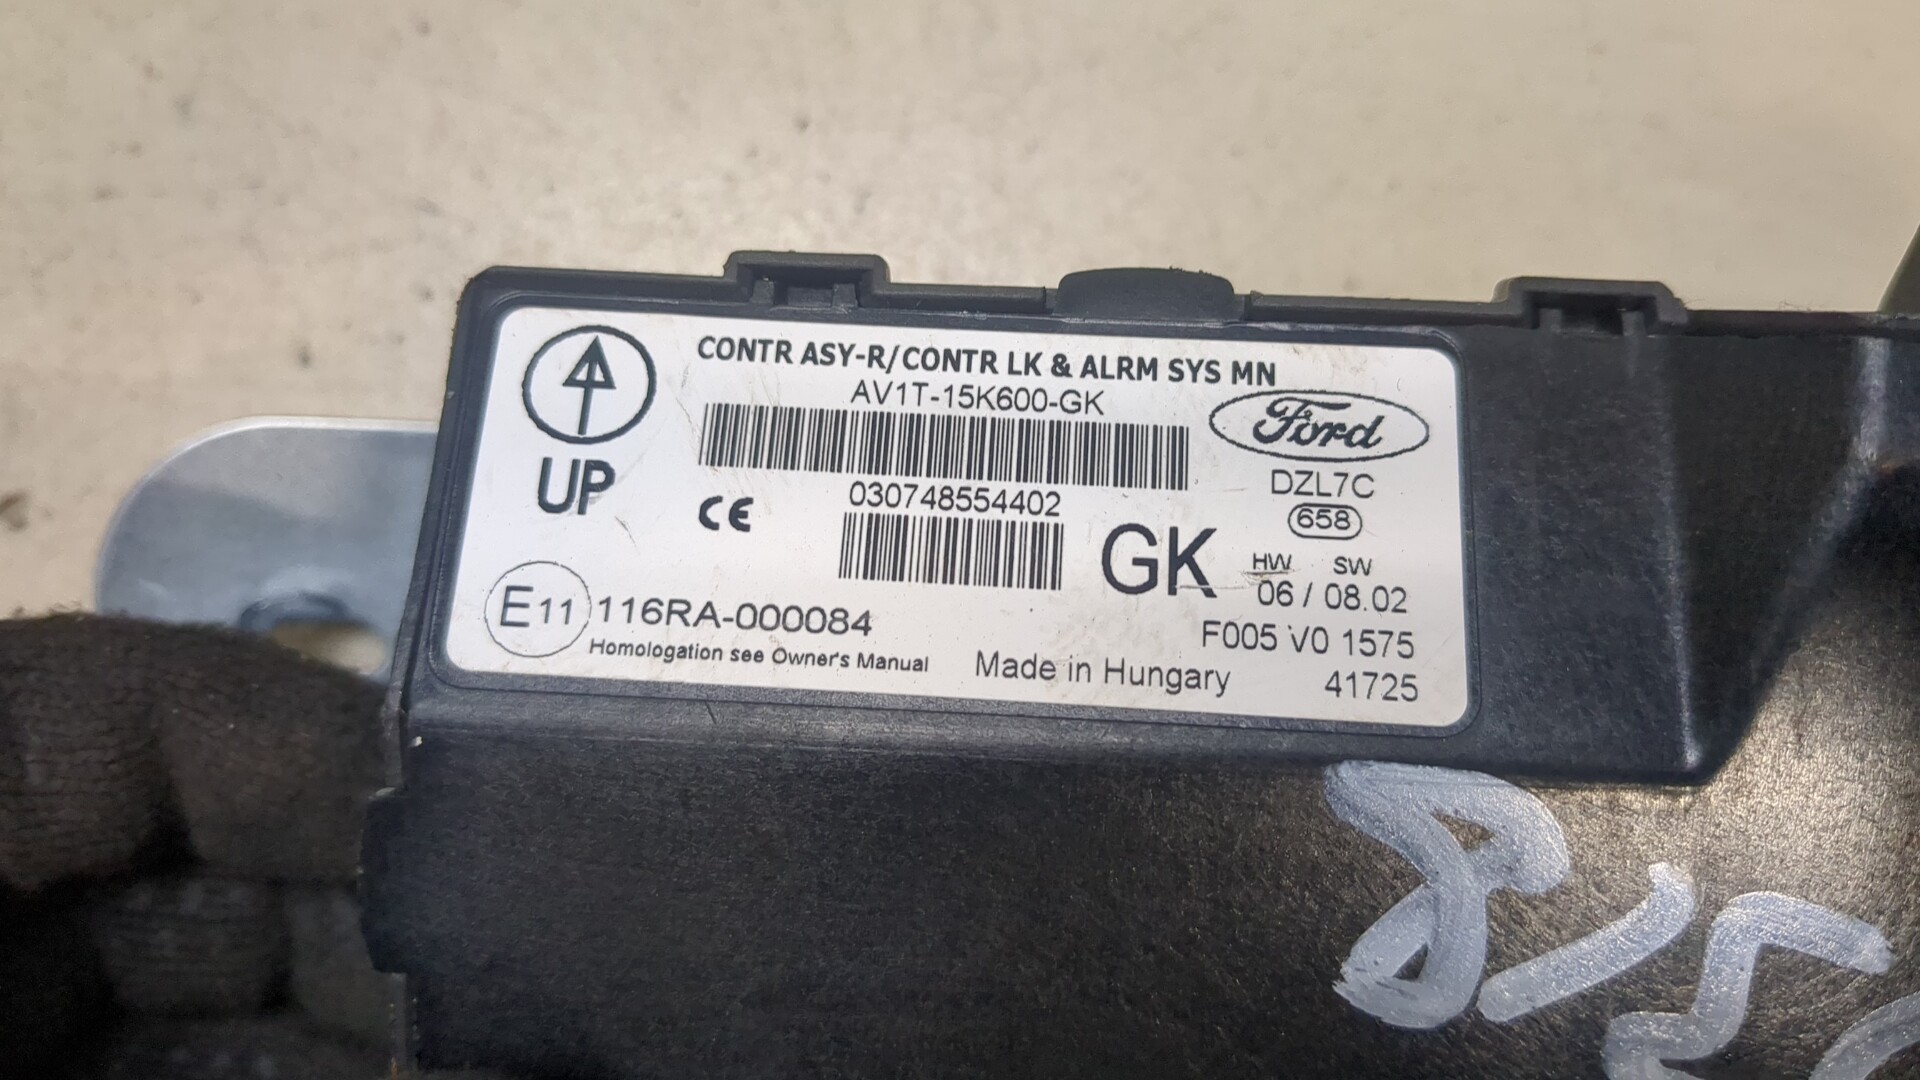 CONTR ASY-R/CONTR LK & ALRM SYS MN
AV1T-15K600-GK
Ford
UP
DZL7C
CE
030748554402
658
GK
HW SW
06 / 08.02
E11
116RA-000084
F005 V0 1575
Homologation see Owner's Manual
Made in Hungary
41725